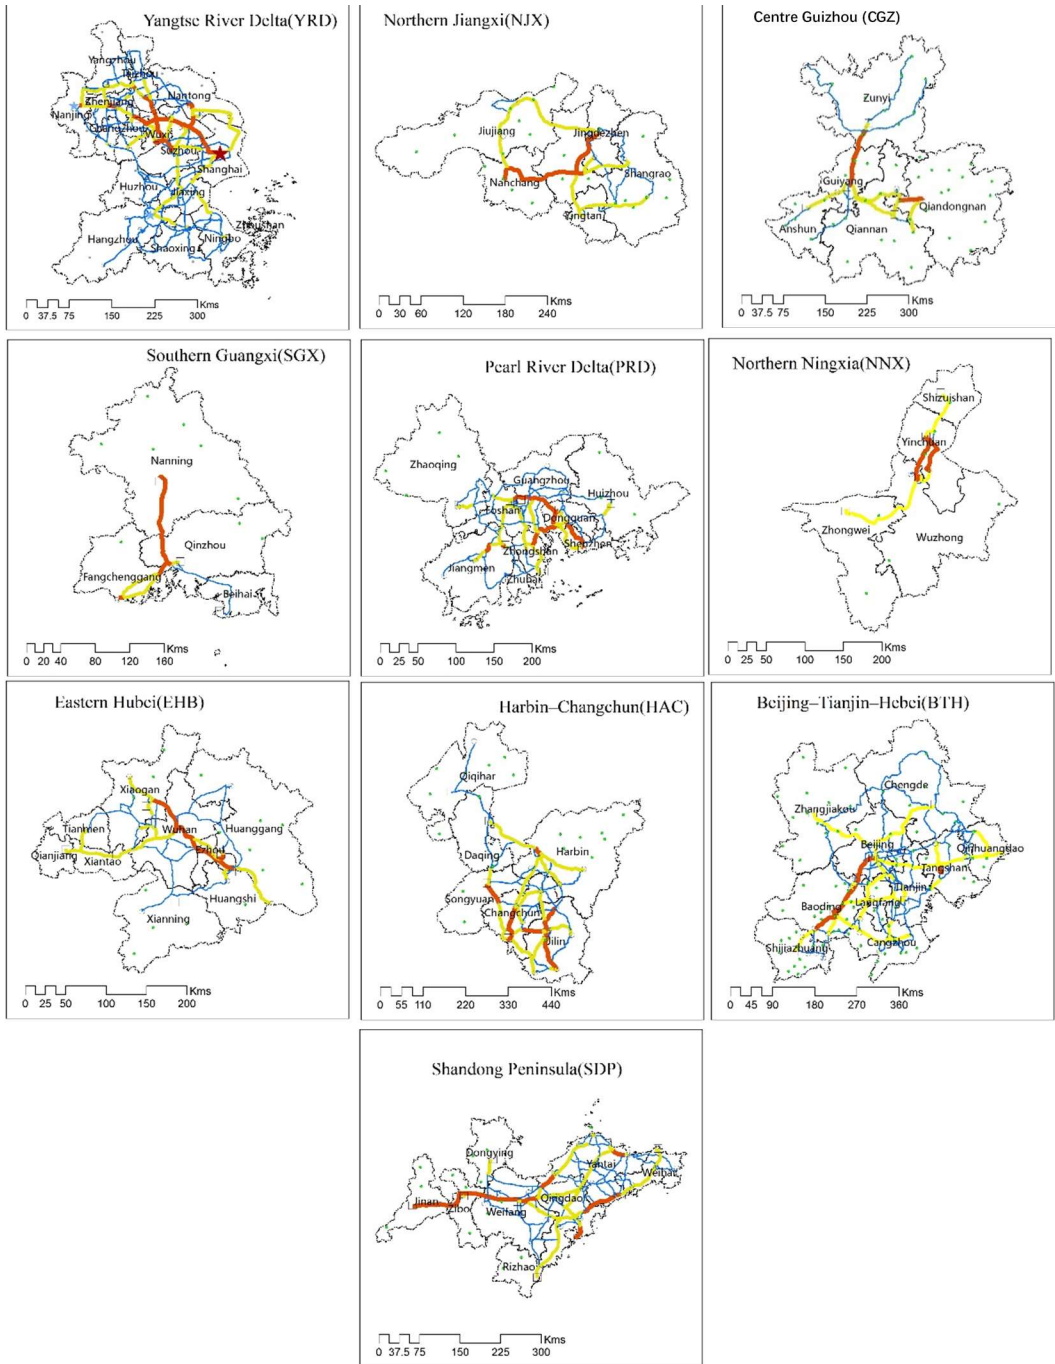 Yangtse River Delta(YRD)
Yangzhou
Taizhou
Nantong
Zhenjiang
Nanjing
Changzhou
Wuxi
Suzhou
Shanghai
Huzhou
Jiaxing
Zhoushan
Hangzhou
Ningbo
Shaoxing
Kms
0 37.5 75 150 225 300
Northern Jiangxi(NJX)
Jiujiang
Jingdezhen
Shangrao
Nanchang
Yingtan
Kms
0 30 60 120 180 240
Centre Guizhou (CGZ)
Zunyi
Guiyang
Qiandongnan
Anshun
Qiannan
Kms
0 37.5 75 150 225 300
Southern Guangxi(SGX)
Nanning
Qinzhou
Fangchenggang
Beihai
Kms
0 20 40 80 120 160
Pearl River Delta(PRD)
Zhaoqing
Guangzhou
Huizhou
Foshan
Dongguan
Shenzhen
Zhongshan
Jiangmen
Zhuhai
Kms
0 25 50 100 150 200
Northern Ningxia(NNX)
Shizujshan
Yinchuan
Zhongwei
Wuzhong
Kms
0 25 50 100 150 200
Eastern Hubei(EHB)
Xiaogan
Tianmen
Wuhan
Huanggang
Ezhou
Qianjiang
Xiantao
Huangshi
Xianning
Kms
0 25 50 100 150 200
Harbin–Changchun(HAC)
Qiqihar
Daqing
Harbin
Songyuan
Changchun
Jilin
Kms
0 55 110 220 330 440
Beijing–Tianjin–Hebei(BTH)
Chengde
Zhangjiakou
Beijing
Qinhuangdao
Tangshan
Tianjin
Langfang
Baoding
Cangzhou
Shijiazhuang
Kms
0 45 90 180 270 360
Shandong Peninsula(SDP)
Dongying
Yantai
Weihai
Jinan
Zibo
Qingdao
Weifang
Rizhao
Kms
0 37.5 75 150 225 300